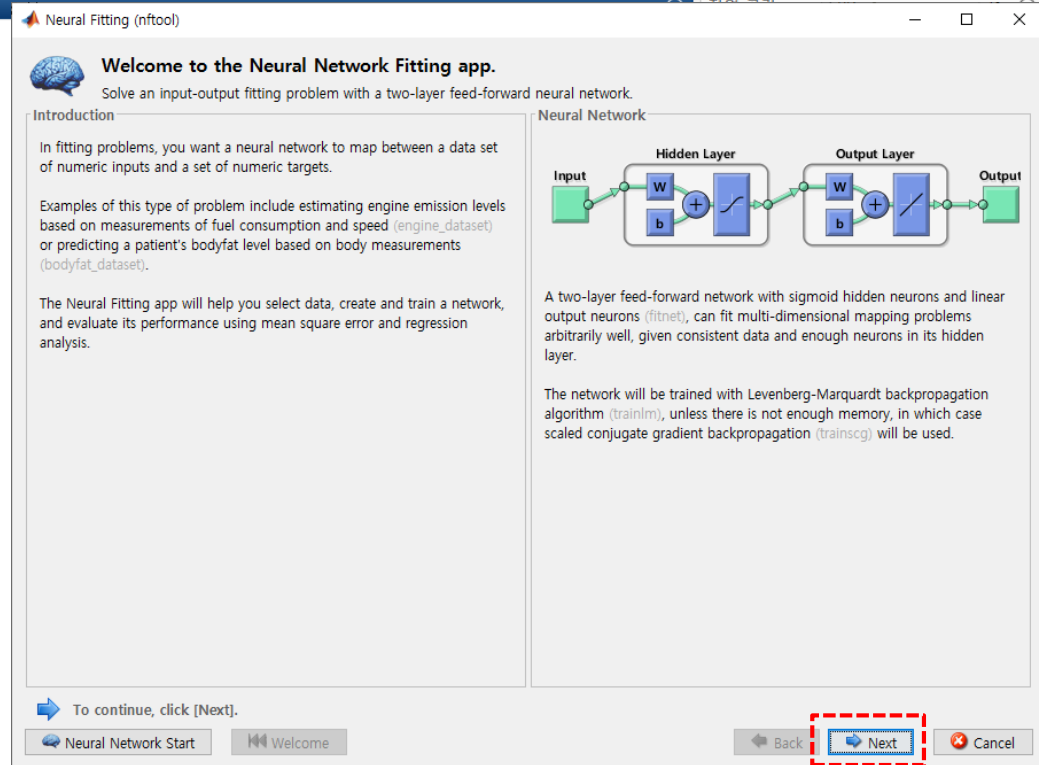 Neural Fitting (nftool)
Welcome to the Neural Network Fitting app.
Solve an input-output fitting problem with a two-layer feed-forward neural network.
Introduction
In fitting problems, you want a neural network to map between a data set
of numeric inputs and a set of numeric targets.
Examples of this type of problem include estimating engine emission levels
based on measurements of fuel consumption and speed (engine_dataset)
or predicting a patient's bodyfat level based on body measurements
(bodyfat_dataset).
The Neural Fitting app will help you select data, create and train a network,
and evaluate its performance using mean square error and regression
analysis.
Neural Network
Hidden Layer
Output Layer
Input
Output
W
W
b
b
A two-layer feed-forward network with sigmoid hidden neurons and linear
output neurons (fitnet), can fit multi-dimensional mapping problems
arbitrarily well, given consistent data and enough neurons in its hidden
layer.
The network will be trained with Levenberg-Marquardt backpropagation
algorithm (trainlm), unless there is not enough memory, in which case
scaled conjugate gradient backpropagation (trainscg) will be used.
To continue, click [Next].
Neural Network Start
Welcome
Back
Next
Cancel